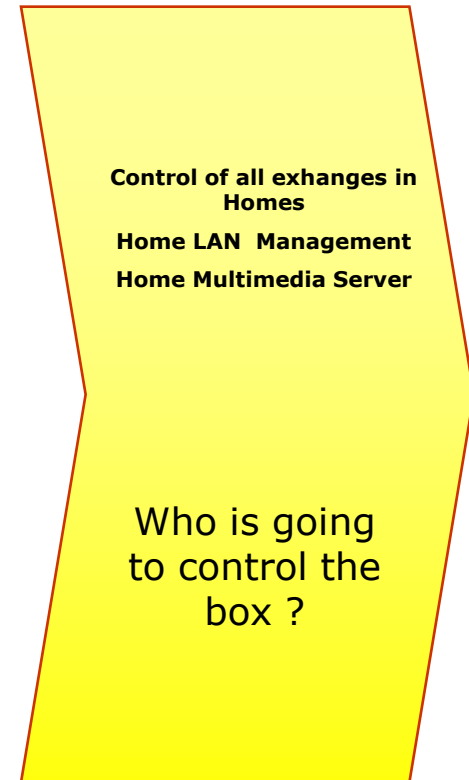 Control of all exhanges in
Homes
Home LAN  Management
Home Multimedia Server
Who is going
to control the
box ?